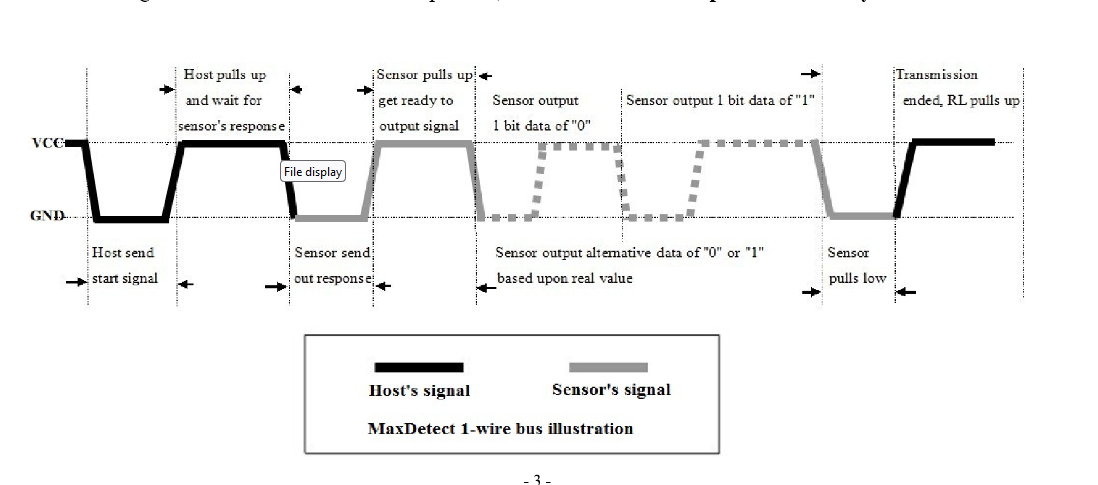 Host pulls up
and wait for
sensor's response
Sensor pulls up
get ready to
output signal
Sensor output
1 bit data of "0"
Sensor output 1 bit data of "1"
Transmission
ended, RL pulls up
VCC
File display
GND
Host send
start signal
Sensor send
out response
Sensor output alternative data of "0" or "1"
based upon real value
Sensor
pulls low
Host's signal
Sensor's signal
MaxDetect 1-wire bus illustration
- 3 -